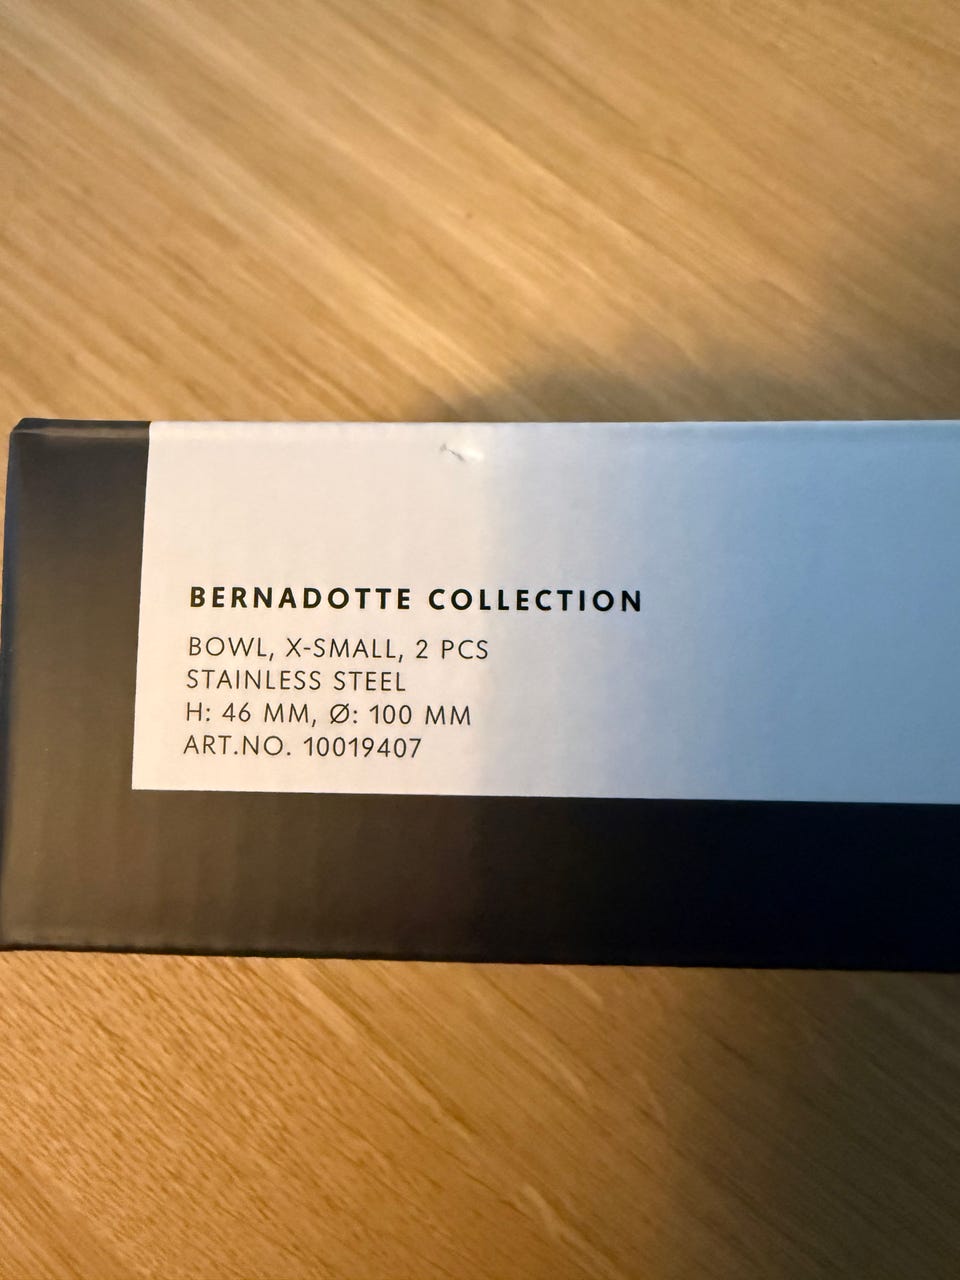 BERNADOTTE COLLECTION
BOWL, X-SMALL, 2 PCS
STAINLESS STEEL
H: 46 MM, Ø: 100 MM
ART.NO. 10019407